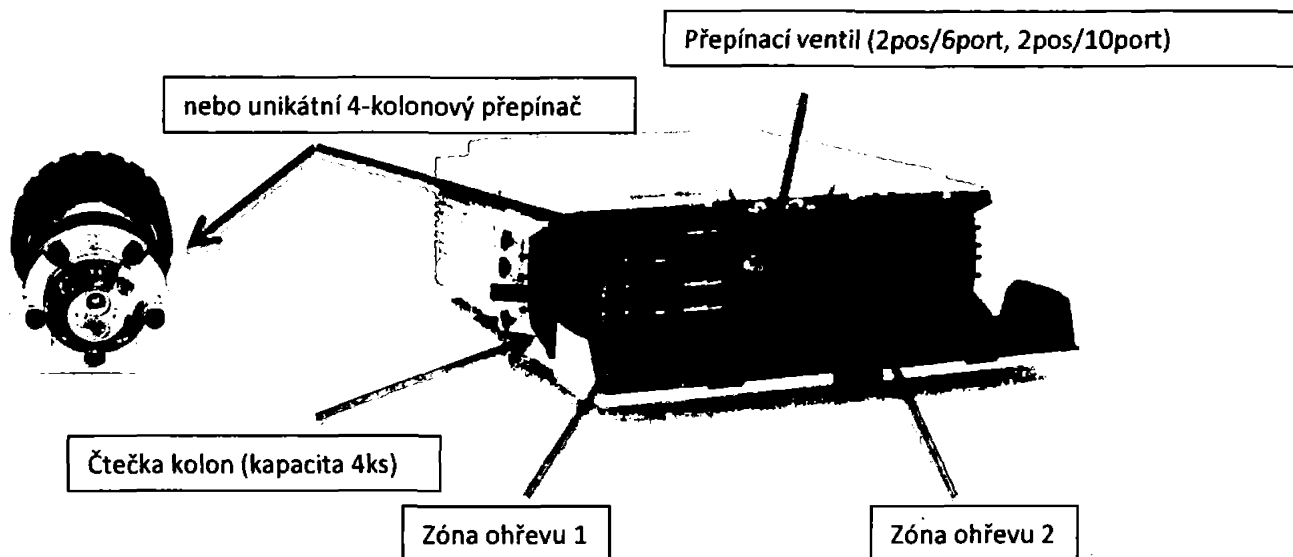 Přepínací ventil (2pos/6port, 2pos/10port)
nebo unikátní 4-kolonový přepínač
Čtečka kolon (kapacita 4ks)
Zóna ohřevu 1
Zóna ohřevu 2